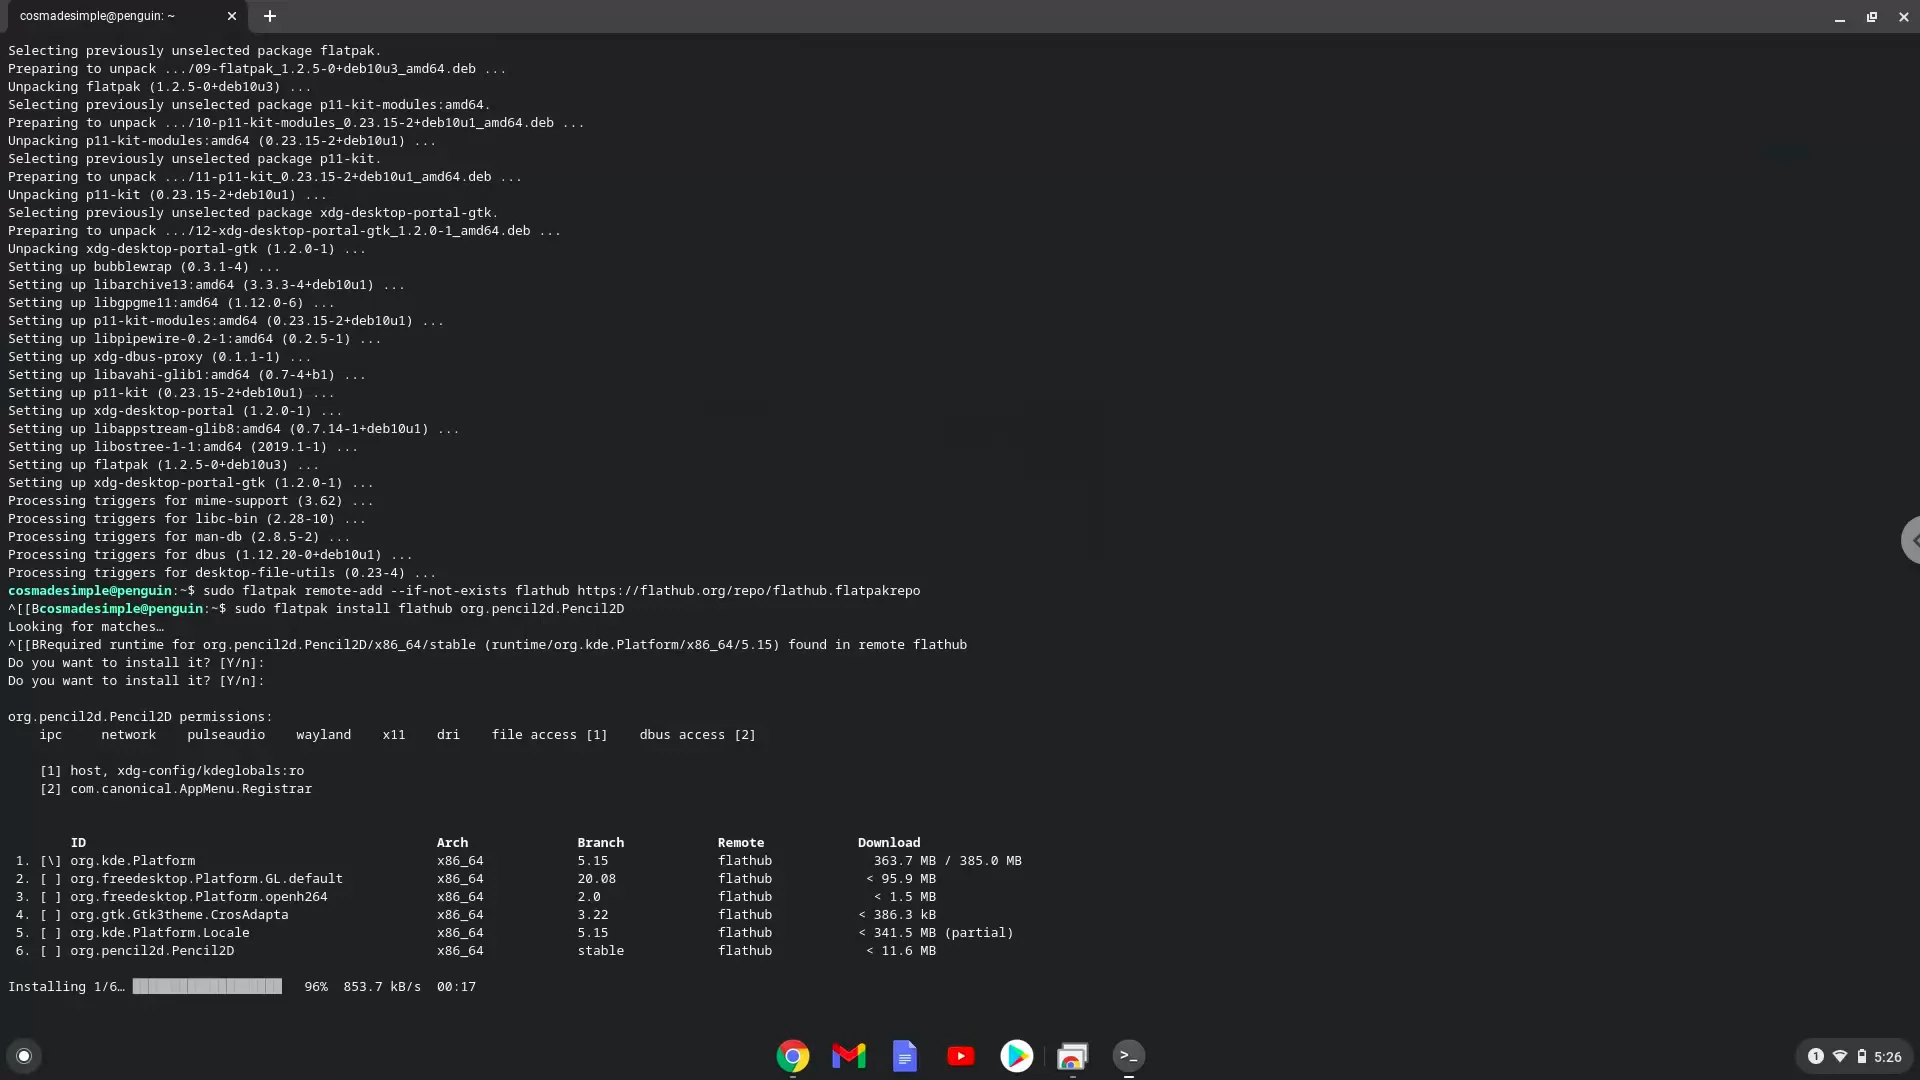 cosmadesimple@penguin: ~
Selecting previously unselected package flatpak.
Preparing to unpack .../09-flatpak_1.2.5-0+deb10u3_amd64.deb ...
Unpacking flatpak (1.2.5-0+deb10u3) ...
Selecting previously unselected package p11-kit-modules:amd64.
Preparing to unpack .../10-p11-kit-modules_0.23.15-2+deb10u1_amd64.deb ...
Unpacking p11-kit-modules:amd64 (0.23.15-2+deb10u1) ...
Selecting previously unselected package p11-kit.
Preparing to unpack .../11-p11-kit_0.23.15-2+deb10u1_amd64.deb ...
Unpacking p11-kit (0.23.15-2+deb10u1) ...
Selecting previously unselected package xdg-desktop-portal-gtk.
Preparing to unpack .../12-xdg-desktop-portal-gtk_1.2.0-1_amd64.deb ...
Unpacking xdg-desktop-portal-gtk (1.2.0-1) ...
Setting up bubblewrap (0.3.1-4) ...
Setting up libarchive13:amd64 (3.3.3-4+deb10u1) ...
Setting up libgpgme11:amd64 (1.12.0-6) ...
Setting up p11-kit-modules:amd64 (0.23.15-2+deb10u1) ...
Setting up libpipewire-0.2-1:amd64 (0.2.5-1) ...
Setting up xdg-dbus-proxy (0.1.1-1) ...
Setting up libavahi-glib1:amd64 (0.7-4+b1) ...
Setting up p11-kit (0.23.15-2+deb10u1) ...
Setting up xdg-desktop-portal (1.2.0-1) ...
Setting up libappstream-glib8:amd64 (0.7.14-1+deb10u1) ...
Setting up libostree-1-1:amd64 (2019.1-1) ...
Setting up flatpak (1.2.5-0+deb10u3) ...
Setting up xdg-desktop-portal-gtk (1.2.0-1) ...
Processing triggers for mime-support (3.62) ...
Processing triggers for libc-bin (2.28-10) ...
Processing triggers for man-db (2.8.5-2) ...
Processing triggers for dbus (1.12.20-0+deb10u1) ...
Processing triggers for desktop-file-utils (0.23-4) ...
cosmadesimple@penguin:~$ sudo flatpak remote-add --if-not-exists flathub https://flathub.org/repo/flathub.flatpakrepo
^[[Bcosmadesimple@penguin:~$ sudo flatpak install flathub org.pencil2d.Pencil2D
Looking for matches…
^[[BRequired runtime for org.pencil2d.Pencil2D/x86_64/stable (runtime/org.kde.Platform/x86_64/5.15) found in remote flathub
Do you want to install it? [Y/n]:
Do you want to install it? [Y/n]:
org.pencil2d.Pencil2D permissions:
ipc network pulseaudio wayland x11 dri file access [1] dbus access [2]
[1] host, xdg-config/kdeglobals:ro
[2] com.canonical.AppMenu.Registrar
ID Arch Branch Remote Download
1. [\] org.kde.Platform x86_64 5.15 flathub 363.7 MB / 385.0 MB
2. [ ] org.freedesktop.Platform.GL.default x86_64 20.08 flathub < 95.9 MB
3. [ ] org.freedesktop.Platform.openh264 x86_64 2.0 flathub < 1.5 MB
4. [ ] org.gtk.Gtk3theme.CrosAdapta x86_64 3.22 flathub < 386.3 kB
5. [ ] org.kde.Platform.Locale x86_64 5.15 flathub < 341.5 MB (partial)
6. [ ] org.pencil2d.Pencil2D x86_64 stable flathub < 11.6 MB
Installing 1/6… 96% 853.7 kB/s 00:17
>_
1 5:26